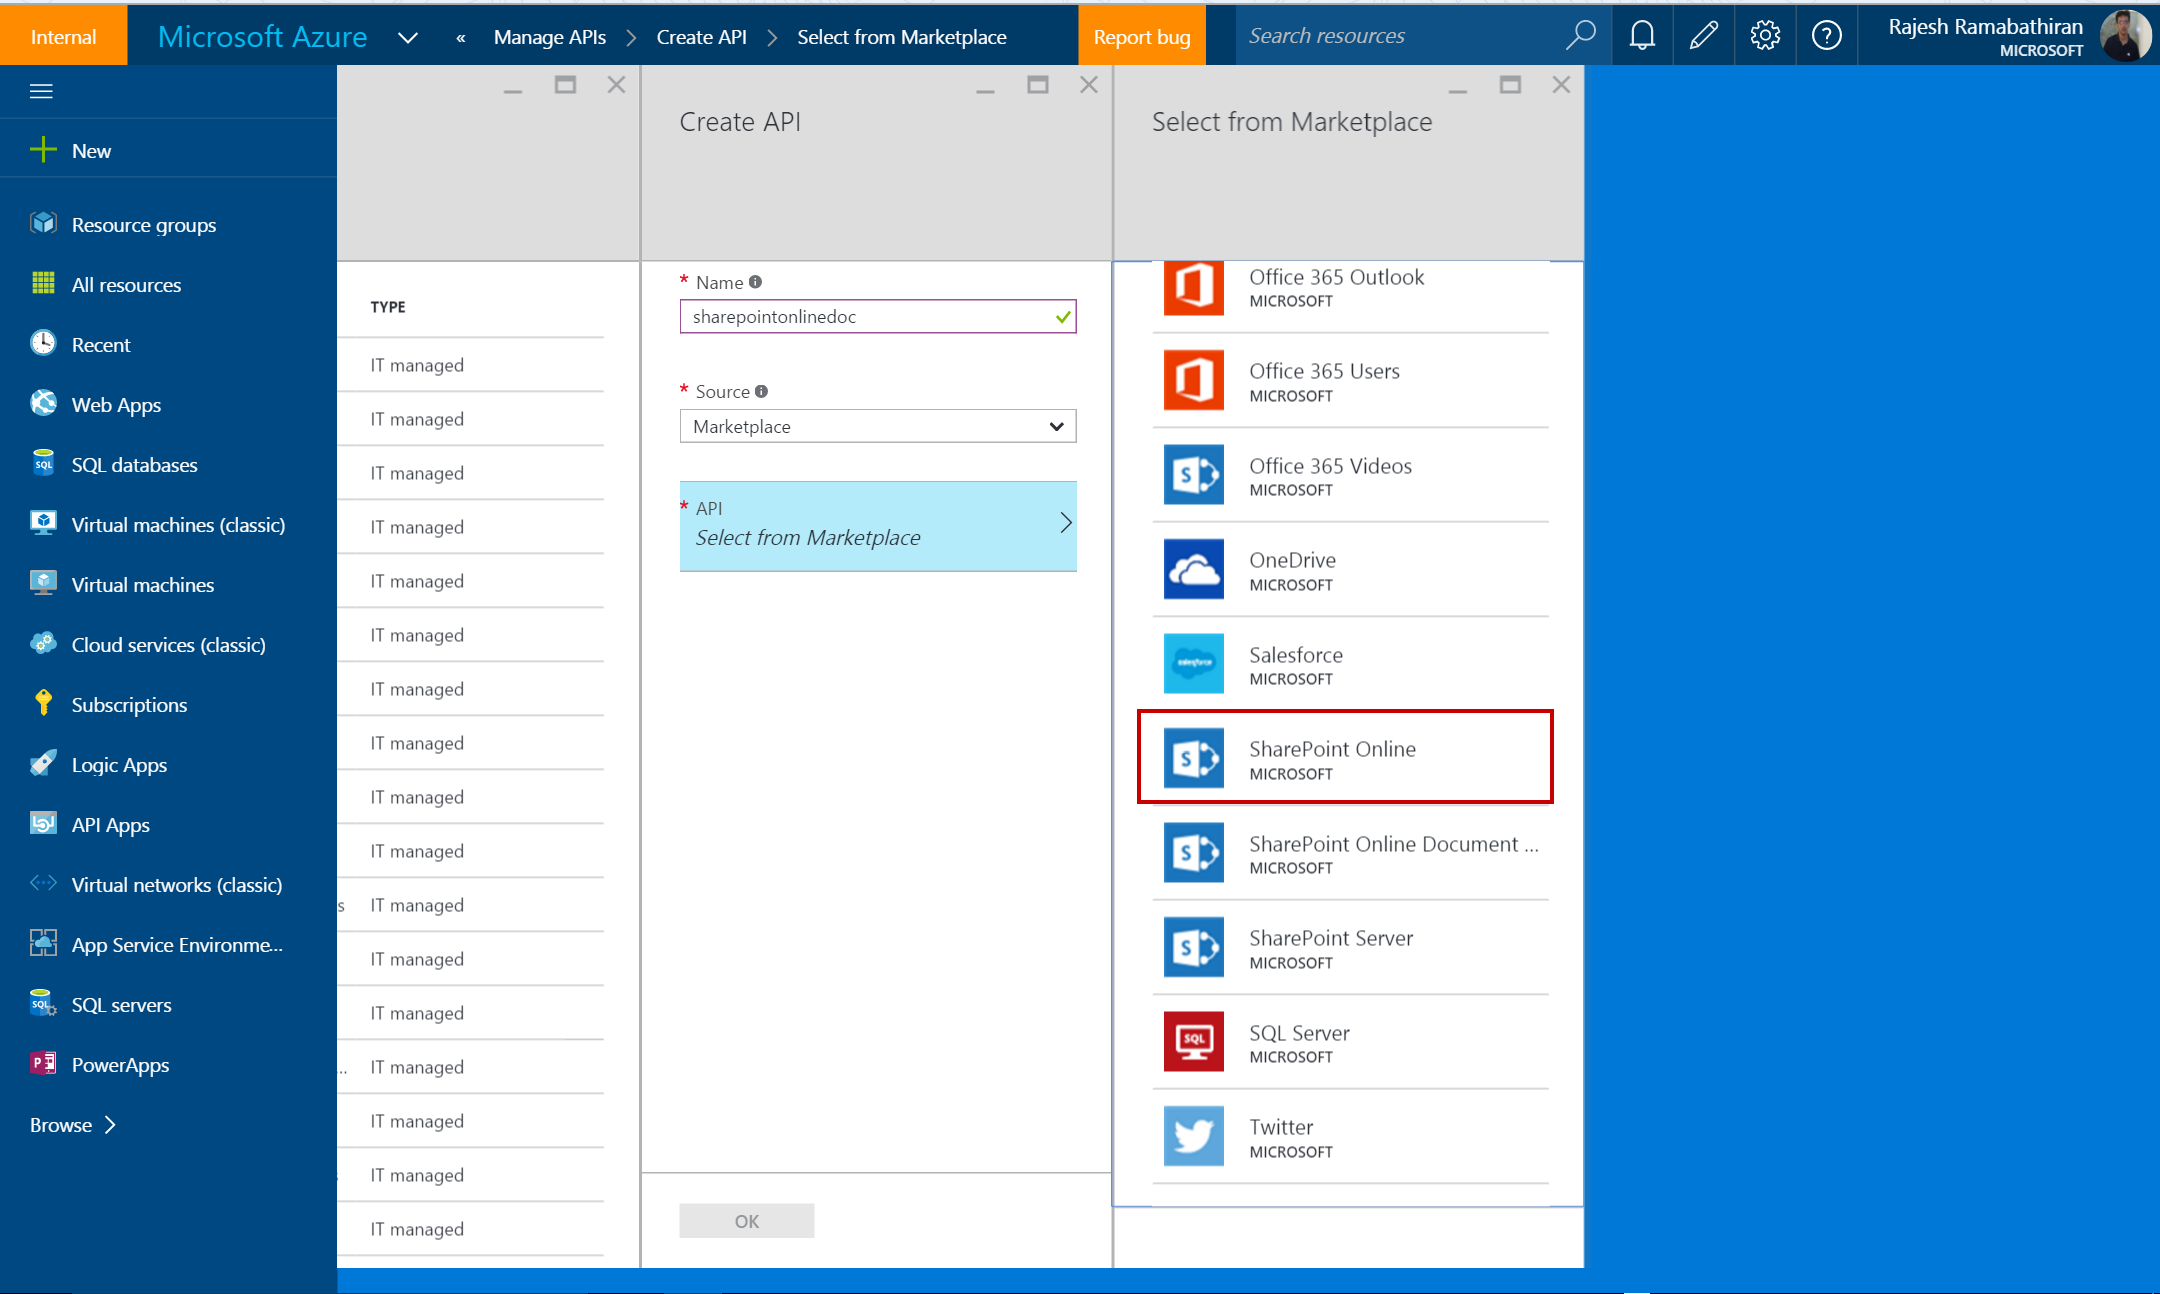 Internal
Microsoft Azure
«
Manage APIs
Create API
Select from Marketplace
Report bug
Search resources
Rajesh Ramabathiran
MICROSOFT
New
Resource groups
All resources
Recent
Web Apps
SQL databases
Virtual machines (classic)
Virtual machines
Cloud services (classic)
Subscriptions
Logic Apps
API Apps
Virtual networks (classic)
App Service Environme...
SQL servers
PowerApps
Browse
TYPE
IT managed
IT managed
IT managed
IT managed
IT managed
IT managed
IT managed
IT managed
IT managed
IT managed
s IT managed
IT managed
IT managed
... IT managed
IT managed
IT managed
IT managed
Create API
* Name
sharepointonlinedoc
* Source
Marketplace
* API
Select from Marketplace
OK
Select from Marketplace
Office 365 Outlook
MICROSOFT
Office 365 Users
MICROSOFT
Office 365 Videos
MICROSOFT
OneDrive
MICROSOFT
salesforce
Salesforce
MICROSOFT
SharePoint Online
MICROSOFT
SharePoint Online Document ...
MICROSOFT
SharePoint Server
MICROSOFT
SQL
SQL Server
MICROSOFT
Twitter
MICROSOFT